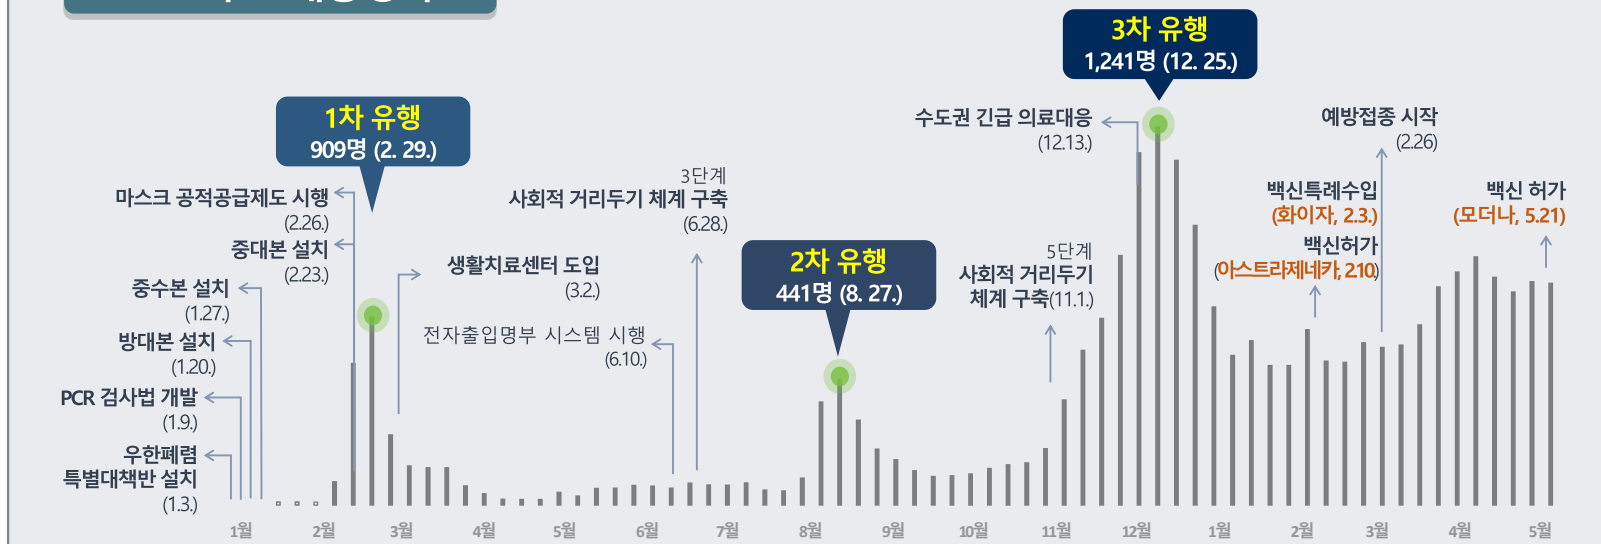 3차 유행
1,241명 (12. 25.)
1차 유행
909명 (2. 29.)
수도권 긴급 의료대응
(12.13.)
예방접종 시작
(2.26)
마스크 공적공급제도 시행
(2.26.)
중대본 설치
(2.23.)
3단계
사회적 거리두기 체계 구축
(6.28.)
백신특례수입
(화이자, 2.3.)
백신 허가
(모더나, 5.21)
백신허가
(아스트라제네카, 2.10)
생활치료센터 도입
(3.2.)
2차 유행
441명 (8. 27.)
5단계
사회적 거리두기
체계 구축(11.1.)
중수본 설치
(1.27.)
전자출입명부 시스템 시행
(6.10.)
방대본 설치
(1.20.)
PCR 검사법 개발
(1.9.)
우한폐렴
특별대책반 설치
(1.3.)
1월 2월 3월 4월 5월 6월 7월 8월 9월 10월 11월 12월 1월 2월 3월 4월 5월